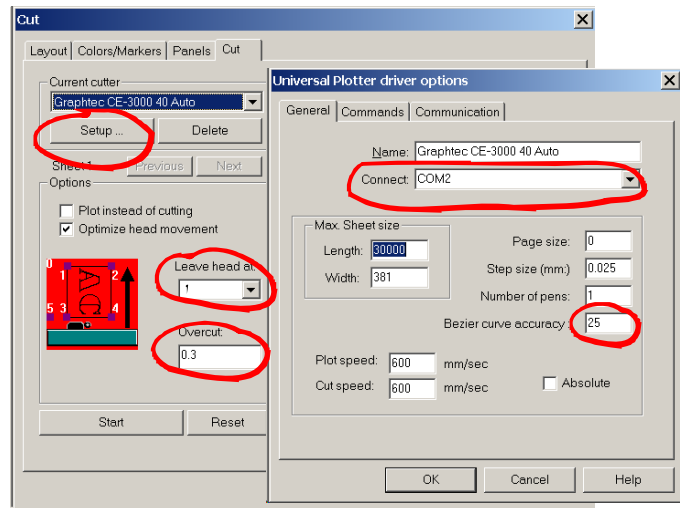 Cut
Layout Colors/Markers Panels Cut
Current cutter
Graphtec CE-3000 40 Auto
Setup ... Delete
Sheet 1 Previous Next
Options
Plot instead of cutting
Optimize head movement
0 1 2
5 3 4
AC
Leave head at:
1
Overcut:
0.3
Start Reset
Universal Plotter driver options
General Commands Communication
Name: Graphtec CE-3000 40 Auto
Connect: COM2
Max. Sheet size
Length: 30000
Width: 381
Page size: 0
Step size (mm:) 0.025
Number of pens: 1
Bezier curve accuracy: 25
Plot speed: 600 mm/sec
Cut speed: 600 mm/sec
Absolute
OK Cancel Help